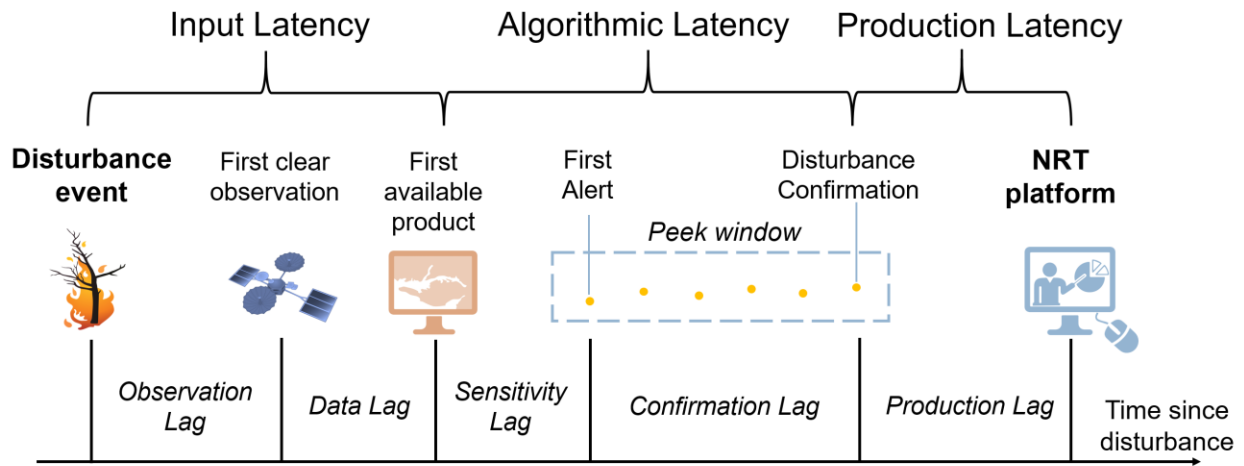 Input Latency
Algorithmic Latency
Production Latency
Disturbance
event
First clear
observation
First
available
product
First
Alert
Disturbance
Confirmation
NRT
platform
Peek window
Observation
Lag
Data Lag
Sensitivity
Lag
Confirmation Lag
Production Lag
Time since
disturbance